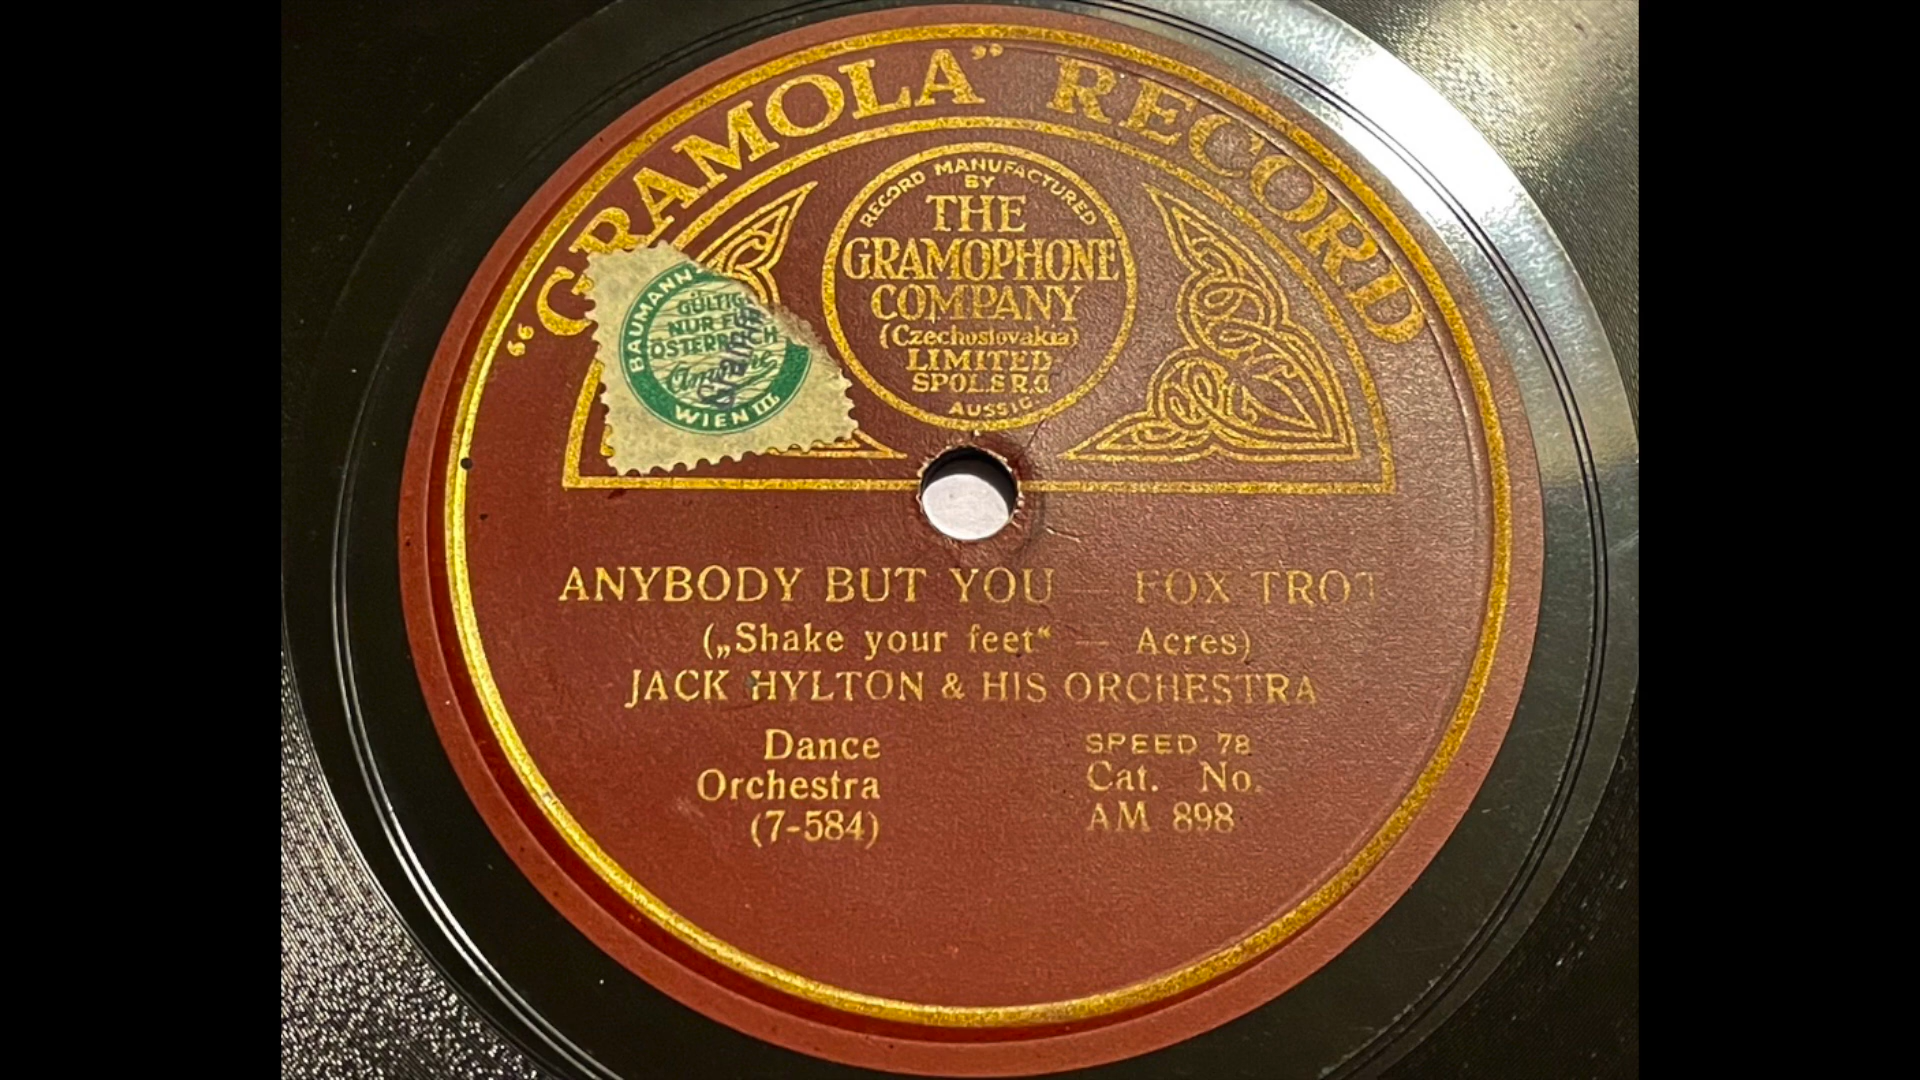 “GRAMOLA” RECORD
RECORD MANUFACTURED
BY
THE
GRAMOPHONE
COMPANY
(Czechoslovakia)
LIMITED
SPOL. S R.O.
AUSSIG.
BAUMANN
GÜLTIG
NUR FÜR
ÖSTERREICH
WIEN III.
ANYBODY BUT YOU — FOX TROT
(„Shake your feet“ — Acres)
JACK HYLTON & HIS ORCHESTRA
Dance
Orchestra
(7-584)
SPEED 78
Cat. No.
AM 898